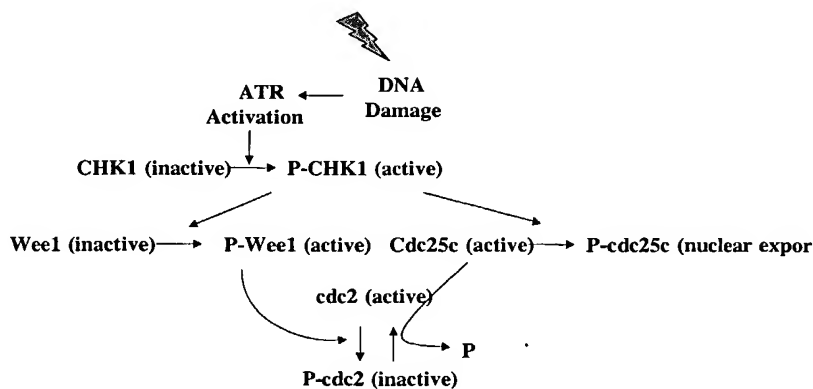 DNA
Damage
ATR
Activation
CHK1 (inactive) P-CHK1 (active)
Wee1 (inactive) P-Wee1 (active) Cdc25c (active) P-cdc25c (nuclear expor
cdc2 (active)
P
P-cdc2 (inactive)